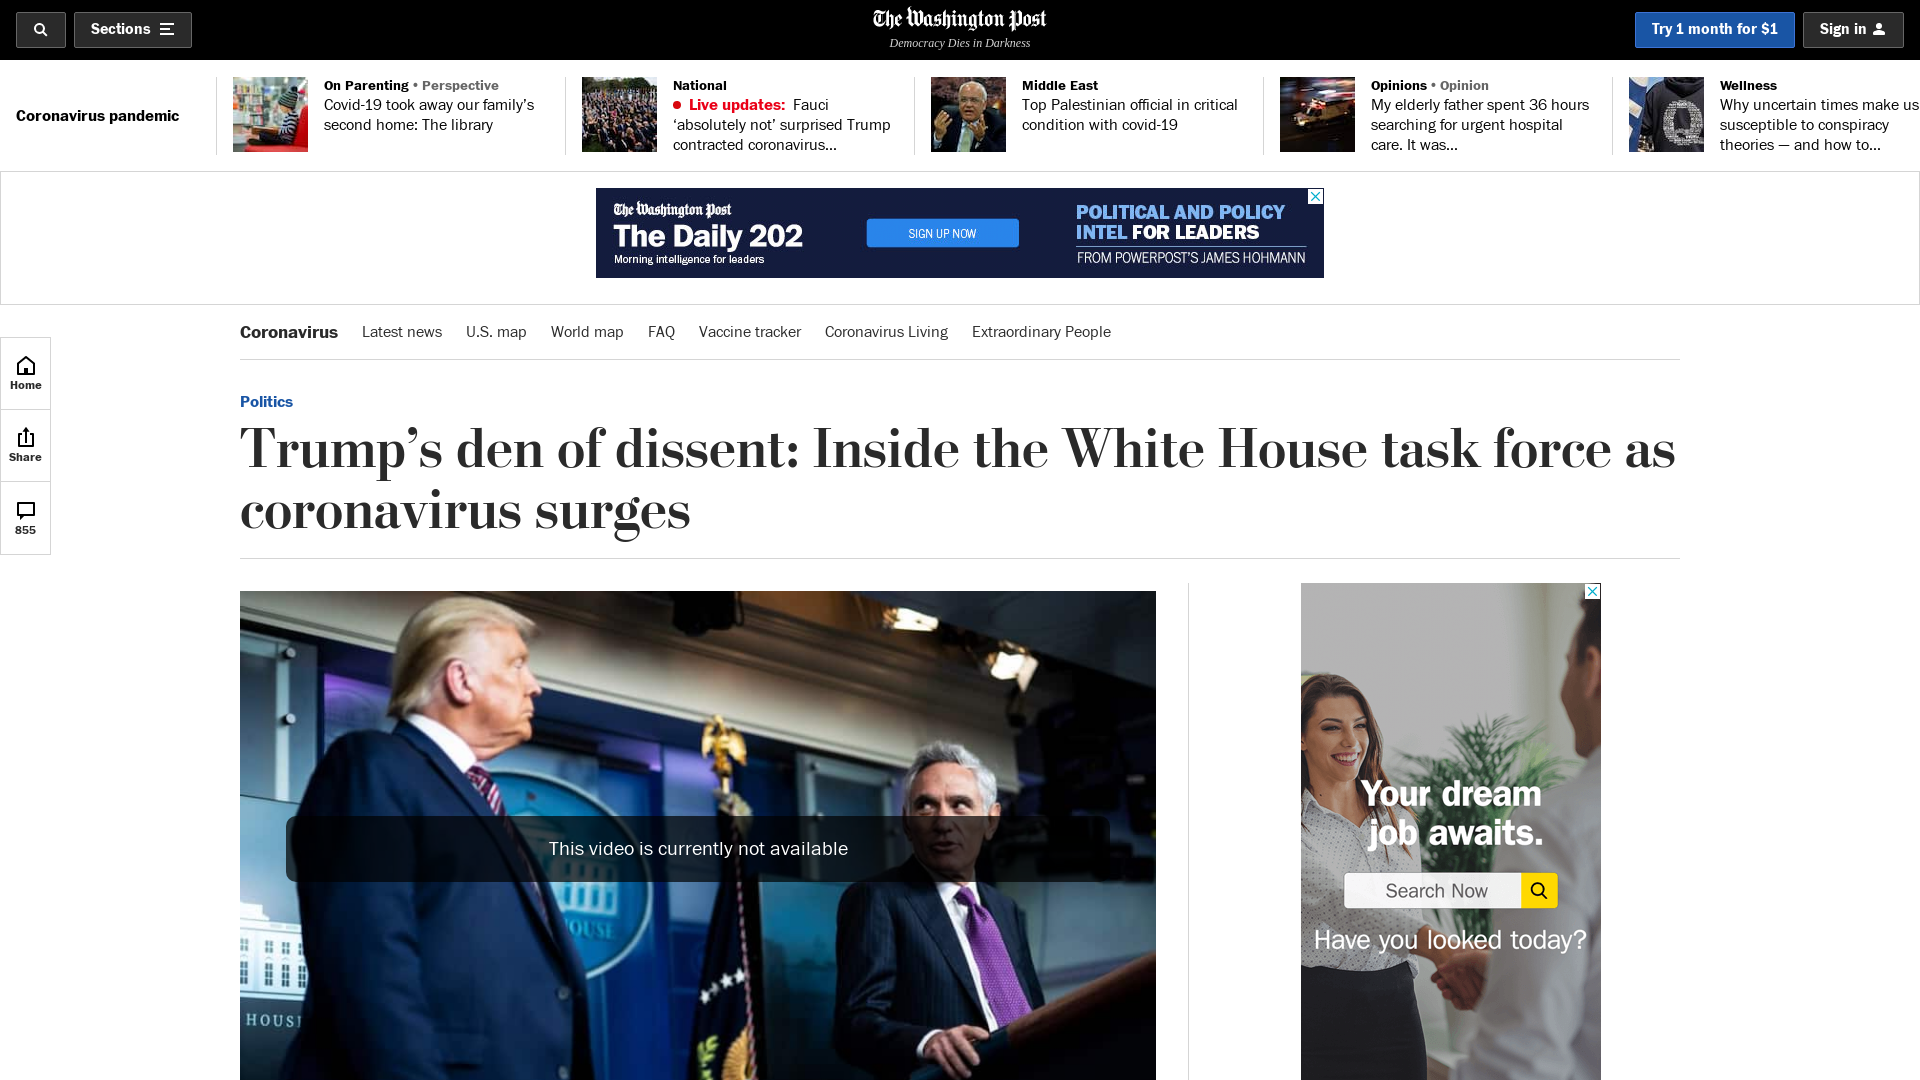 Sections
The Washington Post
Democracy Dies in Darkness
Try 1 month for $1
Sign in
Coronavirus pandemic
On Parenting • Perspective
Covid-19 took away our family’s
second home: The library
National
Live updates: Fauci
‘absolutely not’ surprised Trump
contracted coronavirus...
Middle East
Top Palestinian official in critical
condition with covid-19
Opinions • Opinion
My elderly father spent 36 hours
searching for urgent hospital
care. It was...
Wellness
Why uncertain times make us
susceptible to conspiracy
theories — and how to...
The Washington Post
The Daily 202
Morning intelligence for leaders
SIGN UP NOW
POLITICAL AND POLICY
INTEL FOR LEADERS
FROM POWERPOST’S JAMES HOHMANN
Coronavirus Latest news U.S. map World map FAQ Vaccine tracker Coronavirus Living Extraordinary People
Home
Share
855
Politics
Trump’s den of dissent: Inside the White House task force as
coronavirus surges
This video is currently not available
HOUSE
HOUS
Your dream
job awaits.
Search Now
Have you looked today?